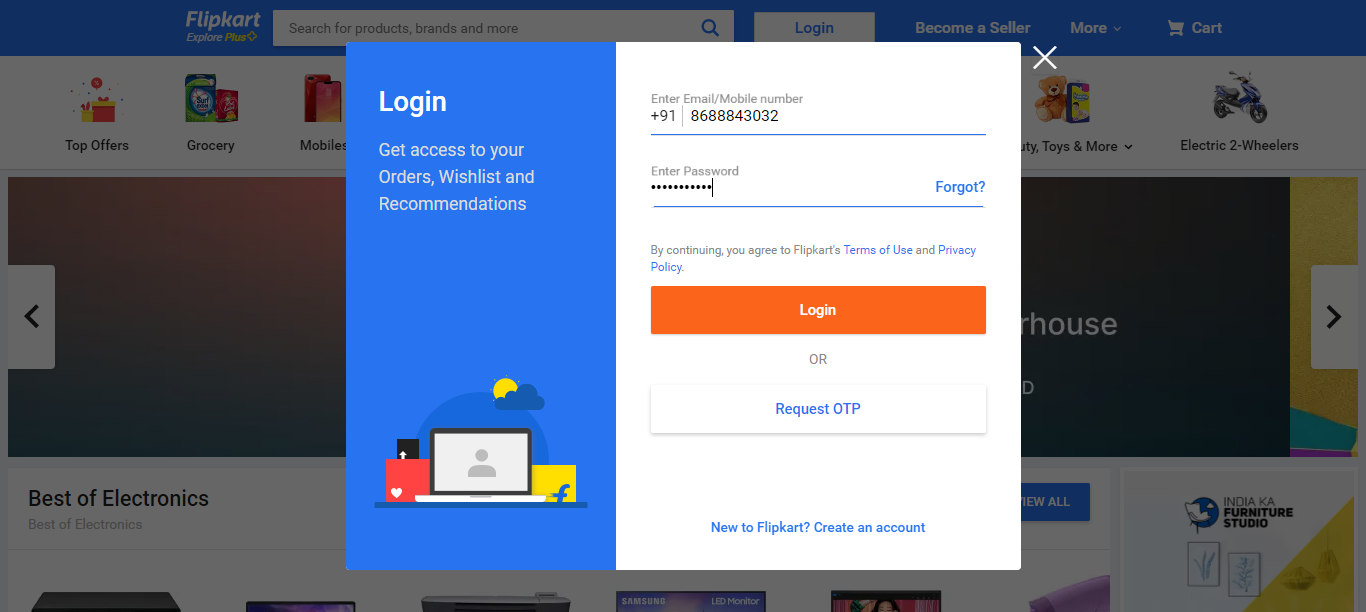 Flipkart
Explore Plus
Search for products, brands and more
Login
Become a Seller
More
Cart
Top Offers
Grocery
Mobiles
uty, Toys & More
Electric 2-Wheelers
Login
Get access to your
Orders, Wishlist and
Recommendations
Enter Email/Mobile number
+91 8688843032
Enter Password
•••••••••••
Forgot?
By continuing, you agree to Flipkart's Terms of Use and Privacy
Policy.
Login
OR
Request OTP
New to Flipkart? Create an account
rhouse
D
Best of Electronics
Best of Electronics
VIEW ALL
INDIA KA
FURNITURE
STUDIO
SAMSUNG
LED Monitor